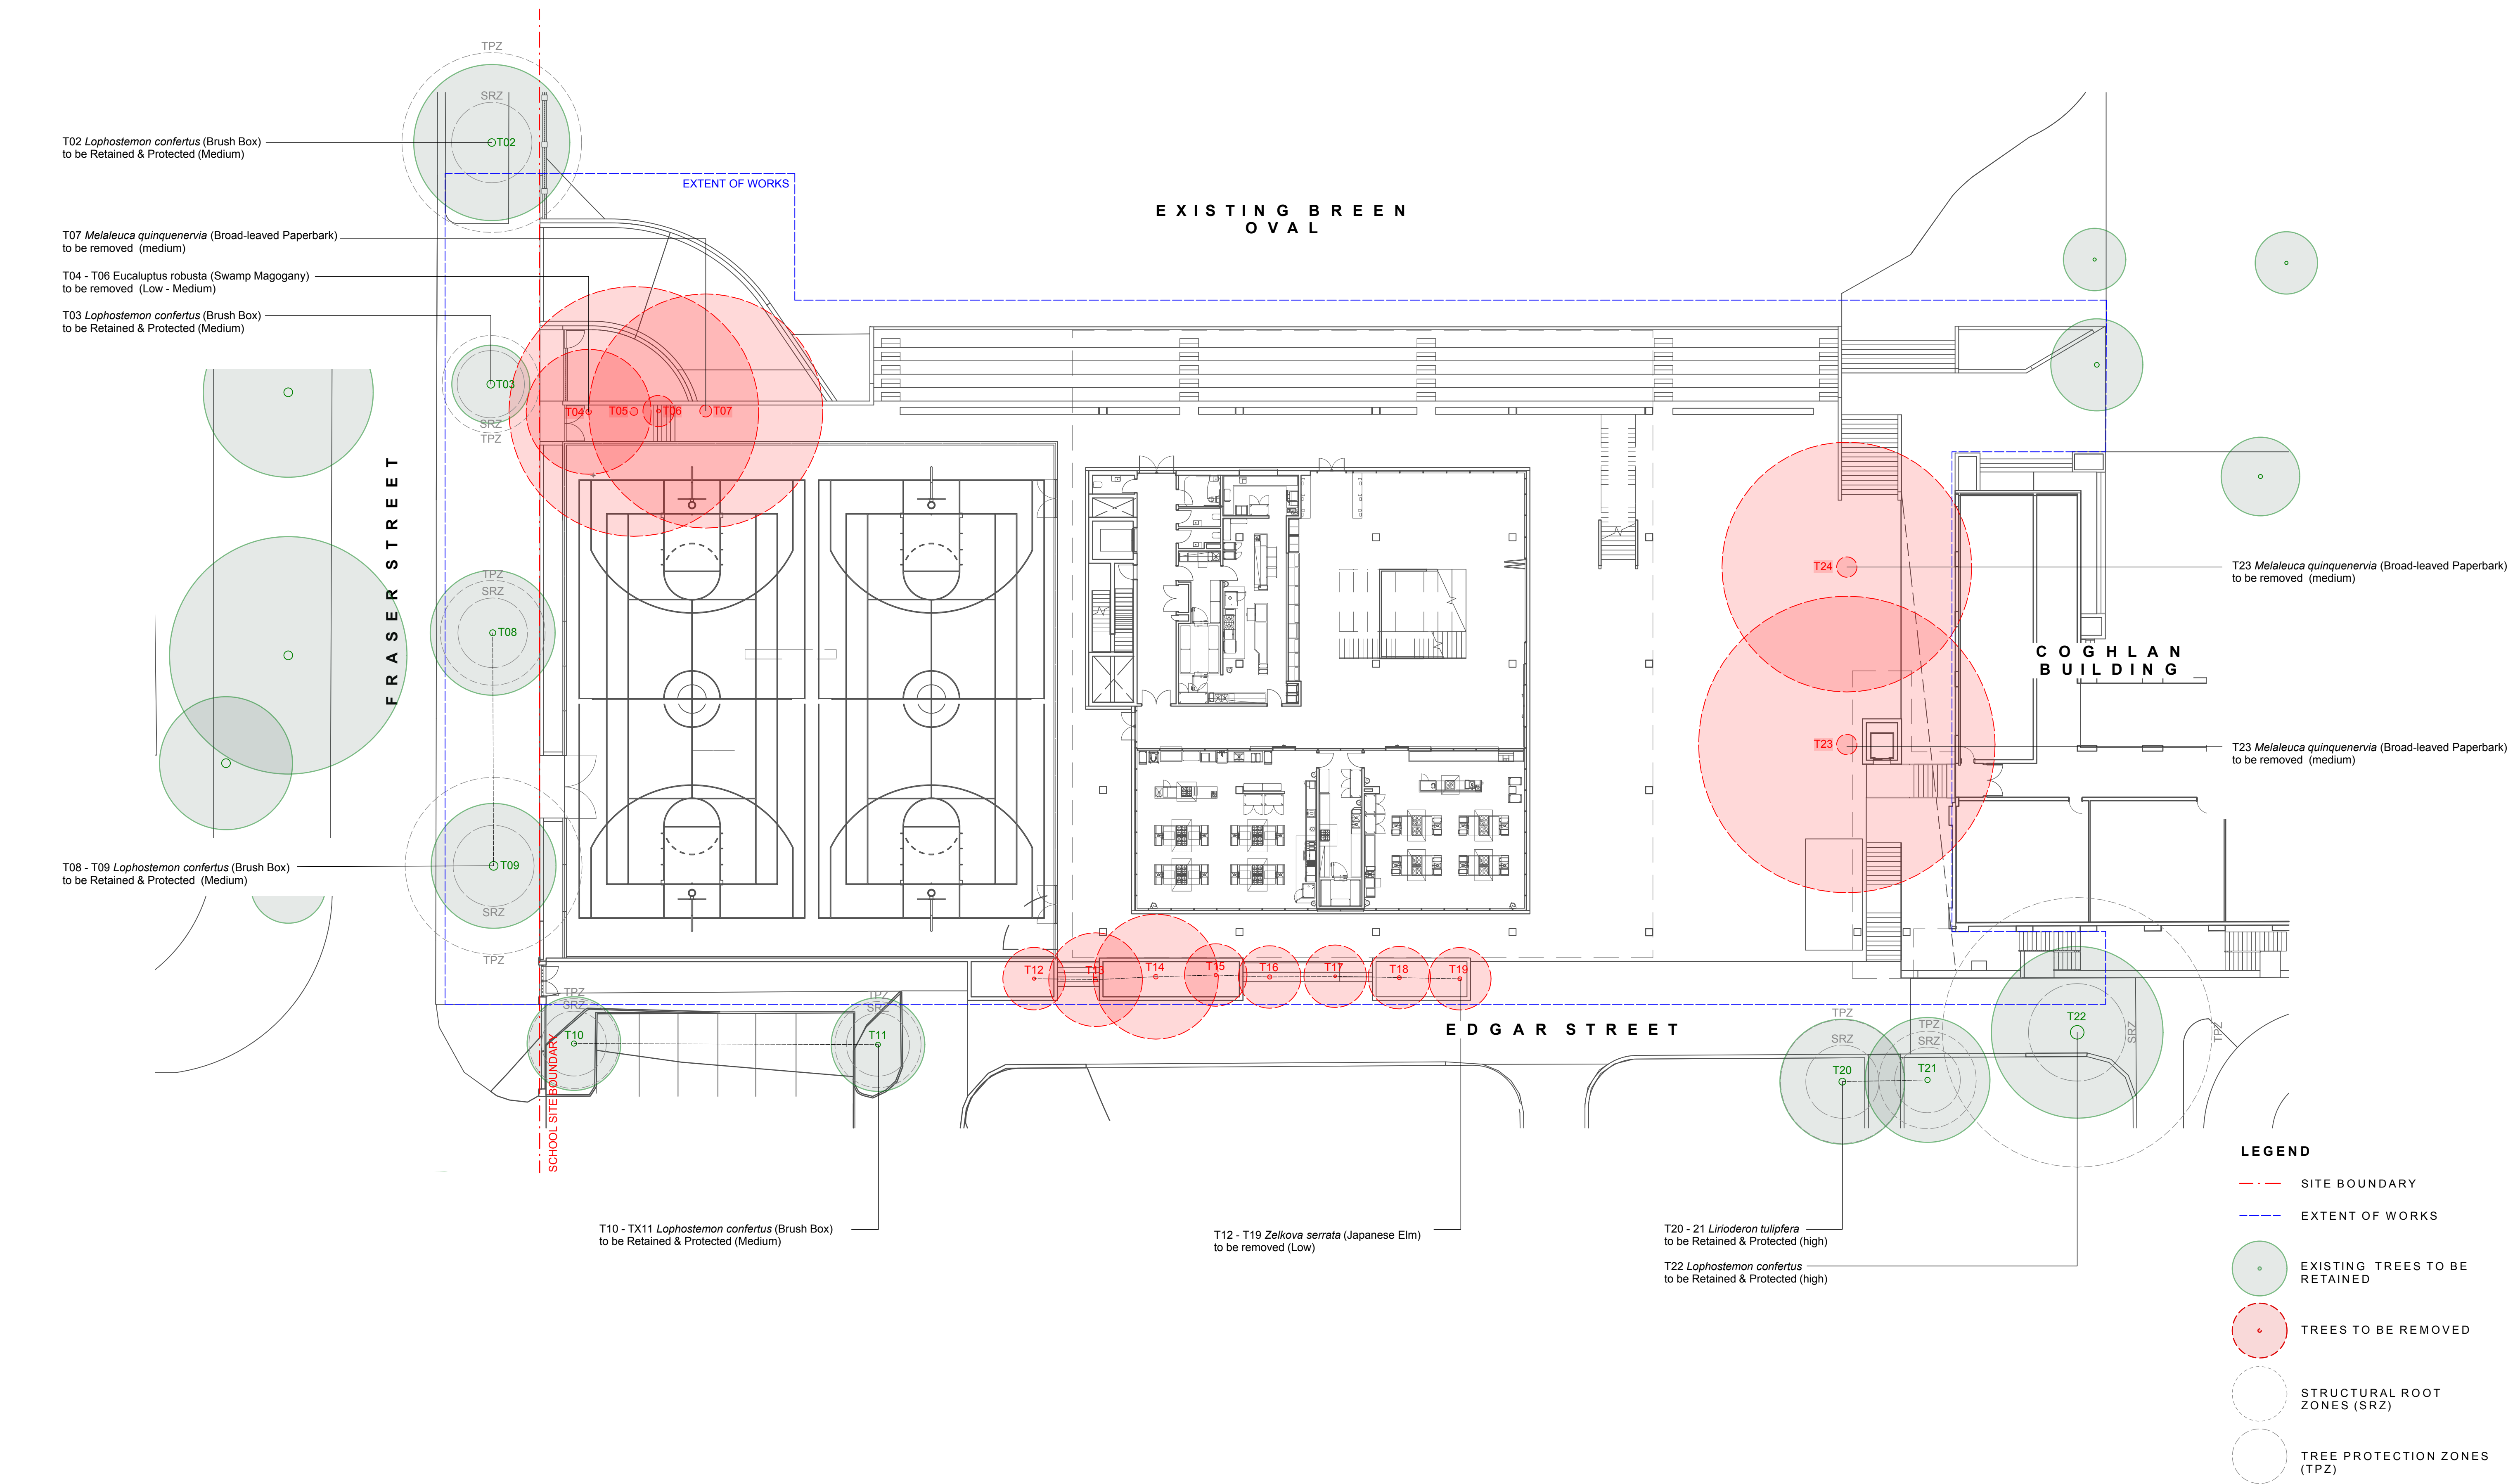 TPZ
SRZ
T02
T02 Lophostemon confertus (Brush Box)
to be Retained & Protected (Medium)
EXTENT OF WORKS
EXISTING BREEN
OVAL
T07 Melaleuca quinquenervia (Broad-leaved Paperbark)
to be removed (medium)
T04 - T06 Eucaluptus robusta (Swamp Magogany)
to be removed (Low - Medium)
T03 Lophostemon confertus (Brush Box)
to be Retained & Protected (Medium)
T03
SRZ
TPZ
T04
T05
T06
T07
FRASER STREET
TPZ
SRZ
T08
T24
T23 Melaleuca quinquenervia (Broad-leaved Paperbark)
to be removed (medium)
COGHLAN
BUILDING
T23
T23 Melaleuca quinquenervia (Broad-leaved Paperbark)
to be removed (medium)
T08 - T09 Lophostemon confertus (Brush Box)
to be Retained & Protected (Medium)
T09
SRZ
TPZ
T12
T13
T14
T15
T16
T17
T18
T19
TPZ
SRZ
T10
TPZ
SRZ
T11
SCHOOL SITE BOUNDARY
EDGAR STREET
TPZ
SRZ
T20
TPZ
SRZ
T21
T22
SRZ
TPZ
T10 - TX11 Lophostemon confertus (Brush Box)
to be Retained & Protected (Medium)
T12 - T19 Zelkova serrata (Japanese Elm)
to be removed (Low)
T20 - 21 Lirioderon tulipfera
to be Retained & Protected (high)
T22 Lophostemon confertus
to be Retained & Protected (high)
LEGEND
SITE BOUNDARY
EXTENT OF WORKS
EXISTING TREES TO BE
RETAINED
TREES TO BE REMOVED
STRUCTURAL ROOT
ZONES (SRZ)
TREE PROTECTION ZONES
(TPZ)